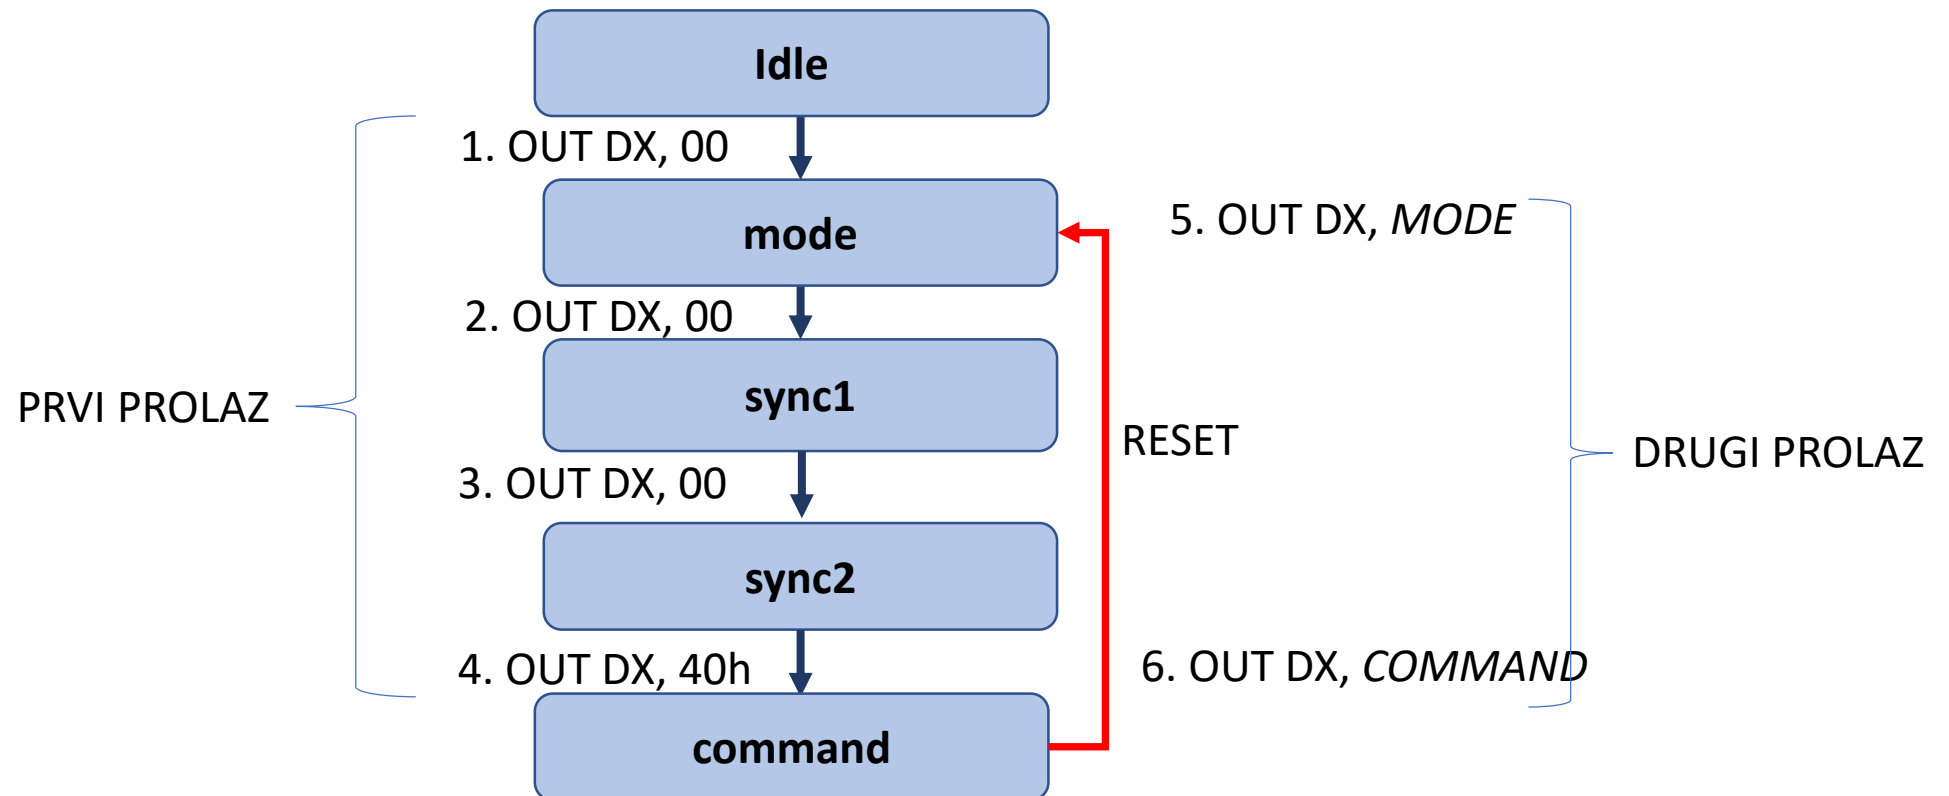 Idle
1. OUT DX, 00
mode
5. OUT DX, MODE
2. OUT DX, 00
sync1
PRVI PROLAZ
RESET
DRUGI PROLAZ
3. OUT DX, 00
sync2
4. OUT DX, 40h
6. OUT DX, COMMAND
command